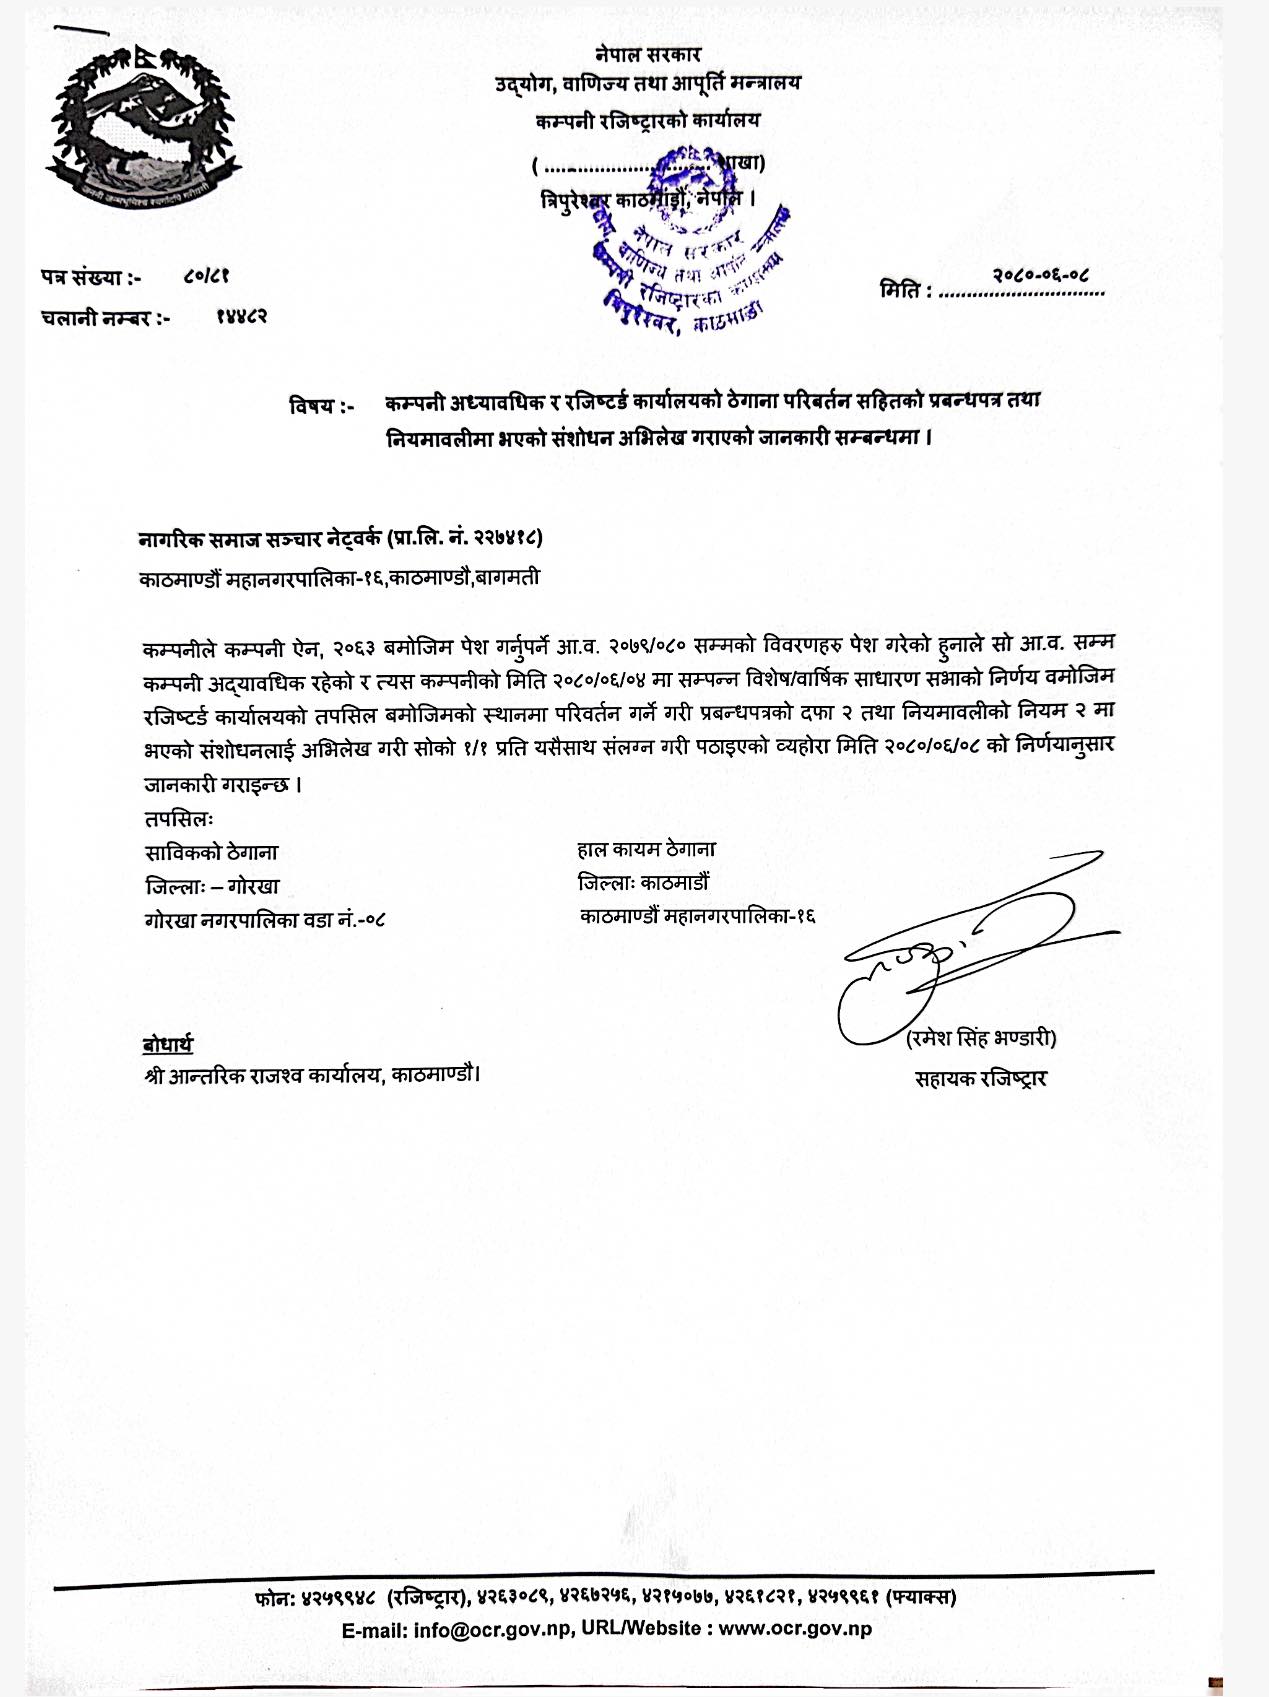 नेपाल सरकार
उद्योग, वाणिज्य तथा आपूर्ति मन्त्रालय
कम्पनी रजिष्ट्रारको कार्यालय
( ................................ शाखा)
त्रिपुरेश्वर काठमाडौं, नेपाल ।
नेपाल सरकार
वाणिज्य तथा आपूर्ति मन्त्रालय
कम्पनी रजिष्ट्रारको कार्यालय
त्रिपुरेश्वर, काठमाडौं
पत्र संख्या :- ८०/८१
मिति : २०८०-०६-०८
चलानी नम्बर :- १४४८२
विषय :- कम्पनी अध्यावधिक र रजिष्टर्ड कार्यालयको ठेगाना परिबर्तन सहितको प्रबन्धपत्र तथा
नियमावलीमा भएको संशोधन अभिलेख गराएको जानकारी सम्बन्धमा ।
नागरिक समाज सञ्चार नेट्वर्क (प्रा.लि. नं. २२७४१८)
काठमाण्डौं महानगरपालिका-१६,काठमाण्डौ,बागमती
कम्पनीले कम्पनी ऐन, २०६३ बमोजिम पेश गर्नुपर्ने आ.व. २०७९/०८० सम्मको विवरणहरु पेश गरेको हुनाले सो आ.व. सम्म
कम्पनी अद्यावधिक रहेको र त्यस कम्पनीको मिति २०८०/०६/०४ मा सम्पन्न विशेष/वार्षिक साधारण सभाको निर्णय वमोजिम
रजिष्टर्ड कार्यालयको तपसिल बमोजिमको स्थानमा परिवर्तन गर्ने गरी प्रबन्धपत्रको दफा २ तथा नियमावलीको नियम २ मा
भएको संशोधनलाई अभिलेख गरी सोको १/१ प्रति यसैसाथ संलग्न गरी पठाइएको व्यहोरा मिति २०८०/०६/०८ को निर्णयानुसार
जानकारी गराइन्छ ।
तपसिलः
साविकको ठेगाना
हाल कायम ठेगाना
जिल्लाः – गोरखा
जिल्लाः काठमाडौं
गोरखा नगरपालिका वडा नं.-०८
काठमाण्डौं महानगरपालिका-१६
बोधार्थ
(रमेश सिंह भण्डारी)
श्री आन्तरिक राजश्व कार्यालय, काठमाण्डौ।
सहायक रजिष्ट्रार
फोन: ४२५९९४८ (रजिष्ट्रार), ४२६३०८९, ४२६७२५६, ४२१५०७७, ४२६१८२१, ४२५९९६१ (फ्याक्स)
E-mail: info@ocr.gov.np, URL/Website : www.ocr.gov.np